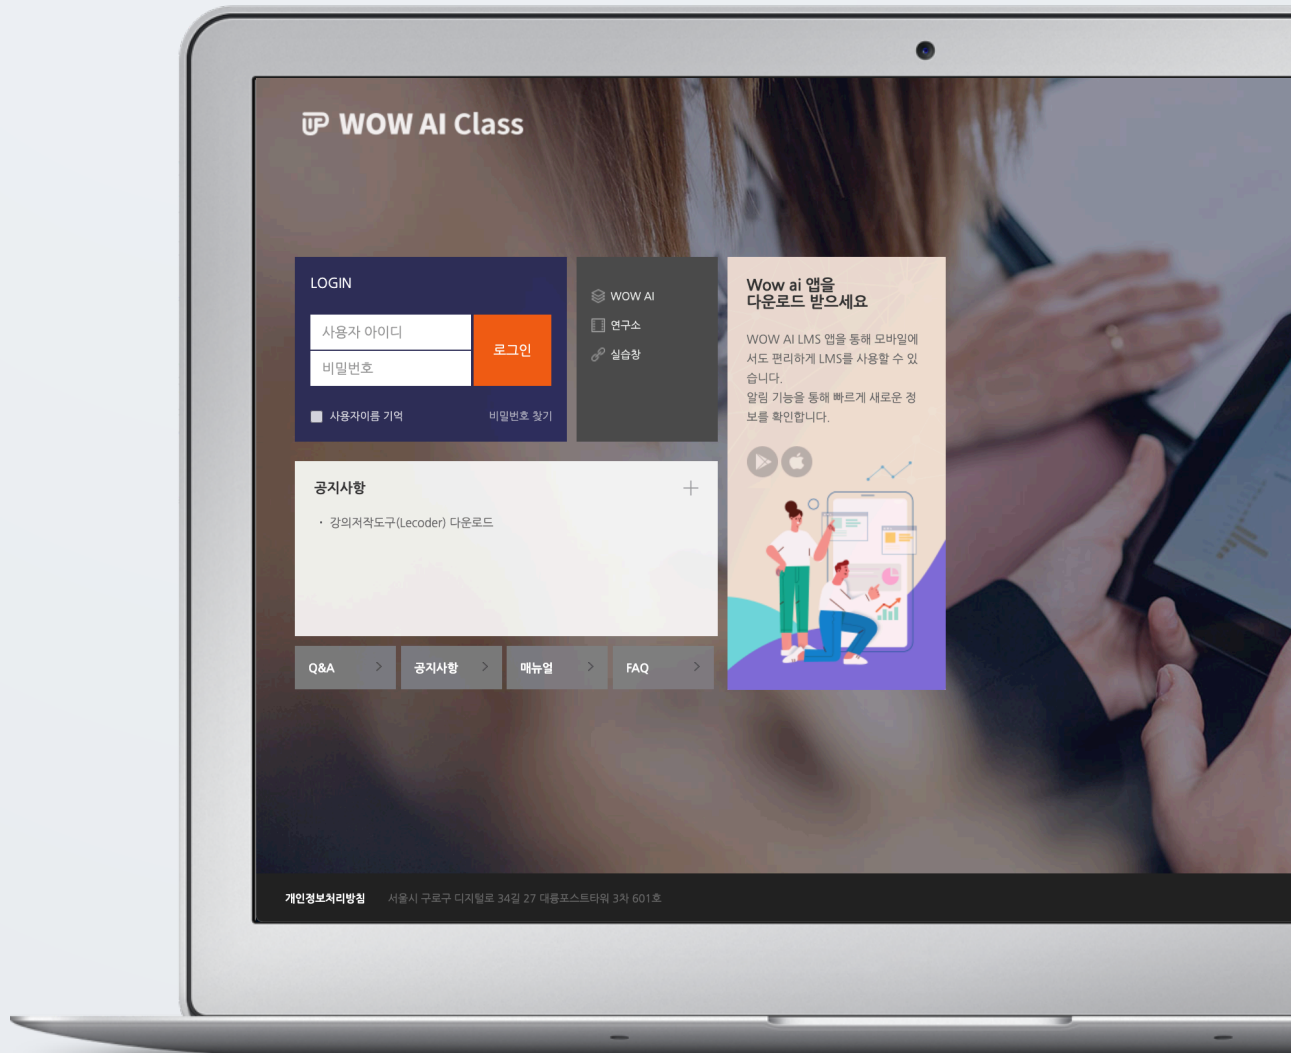 WOW AI Class
LOGIN
사용자 아이디
비밀번호
로그인
사용자이름 기억
비밀번호 찾기
WOW AI
연구소
실습창
Wow ai 앱을
다운로드 받으세요
WOW AI LMS 앱을 통해 모바일에
서도 편리하게 LMS를 사용할 수 있
습니다.
알림 기능을 통해 빠르게 새로운 정
보를 확인합니다.
공지사항
· 강의저작도구(Lecoder) 다운로드
Q&A
공지사항
매뉴얼
FAQ
개인정보처리방침
서울시 구로구 디지털로 34길 27 대륭포스트타워 3차 601호